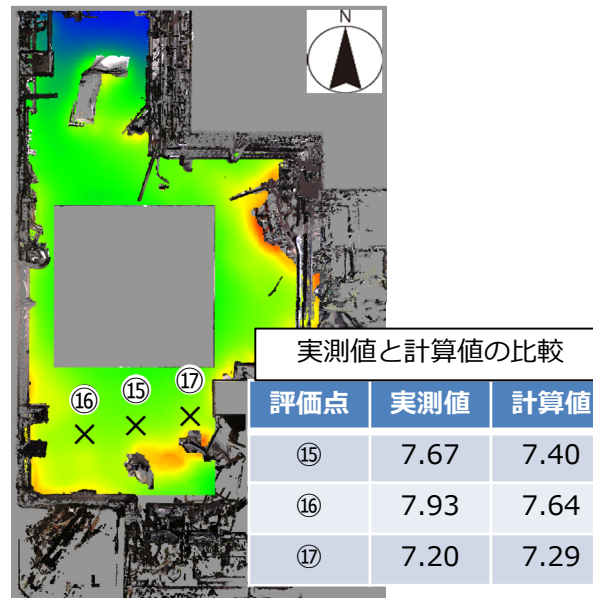 N
⑯ ⑮ ⑰
実測値と計算値の比較
評価点 実測値 計算値
⑮ 7.67 7.40
⑯ 7.93 7.64
⑰ 7.20 7.29